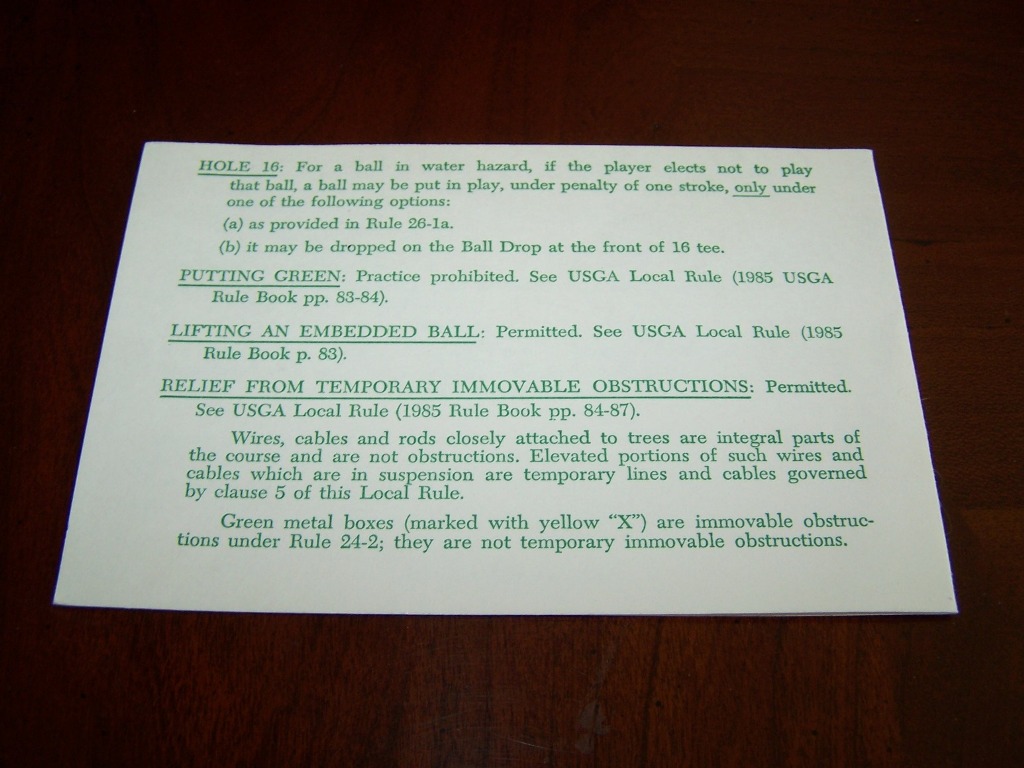 HOLE 16: For a ball in water hazard, if the player elects not to play
that ball, a ball may be put in play, under penalty of one stroke, only under
one of the following options:
(a) as provided in Rule 26-1a.
(b) it may be dropped on the Ball Drop at the front of 16 tee.
PUTTING GREEN: Practice prohibited. See USGA Local Rule (1985 USGA
Rule Book pp. 83-84).
LIFTING AN EMBEDDED BALL: Permitted. See USGA Local Rule (1985
Rule Book p. 83).
RELIEF FROM TEMPORARY IMMOVABLE OBSTRUCTIONS: Permitted.
See USGA Local Rule (1985 Rule Book pp. 84-87).
Wires, cables and rods closely attached to trees are integral parts of
the course and are not obstructions. Elevated portions of such wires and
cables which are in suspension are temporary lines and cables governed
by clause 5 of this Local Rule.
Green metal boxes (marked with yellow “X”) are immovable obstruc-
tions under Rule 24-2; they are not temporary immovable obstructions.